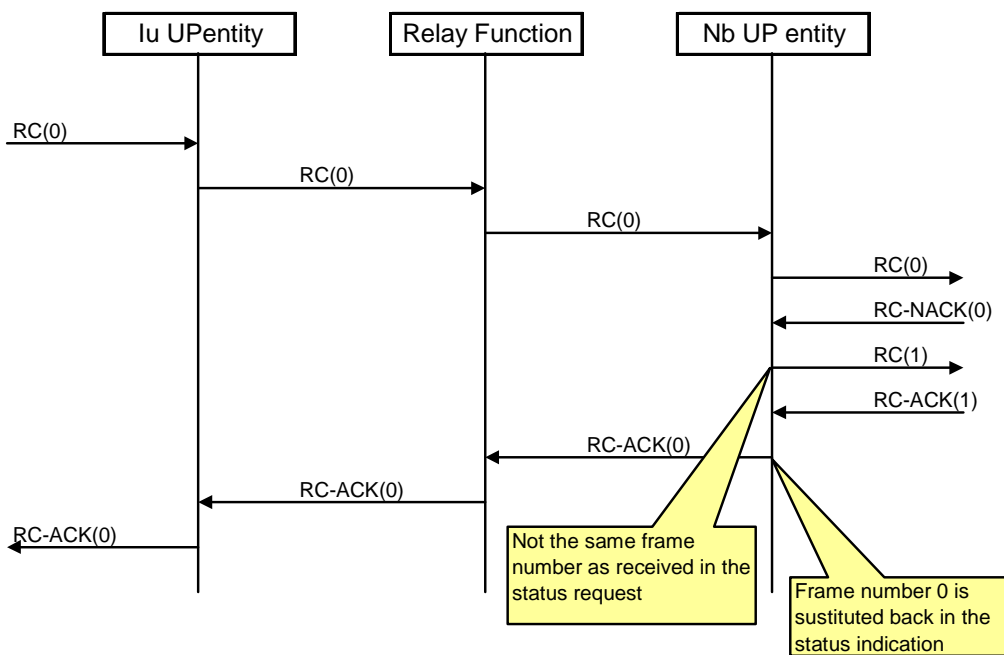 Iu UPentity
Relay Function
Nb UP entity
RC(0)
RC(0)
RC(0)
RC(0)
RC-NACK(0)
RC(1)
RC-ACK(1)
RC-ACK(0)
RC-ACK(0)
RC-ACK(0)
Not the same frame
number as received in the
status request
Frame number 0 is
sustituted back in the
status indication